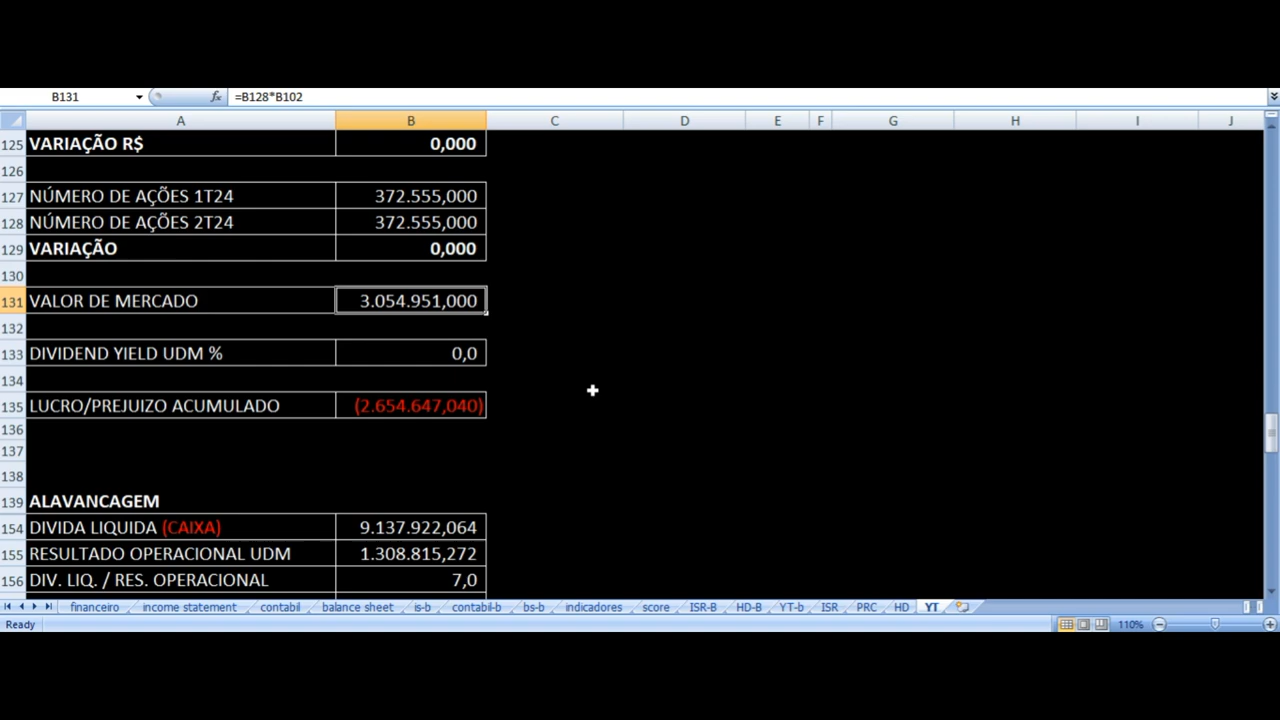 B131 fx =B128*B102
A B C D E F G H I J
125 VARIAÇÃO R$ 0,000
126
127 NÚMERO DE AÇÕES 1T24 372.555,000
128 NÚMERO DE AÇÕES 2T24 372.555,000
129 VARIAÇÃO 0,000
130
131 VALOR DE MERCADO 3.054.951,000
132
133 DIVIDEND YIELD UDM % 0,0
134
135 LUCRO/PREJUIZO ACUMULADO (2.654.647,040)
136
137
138
139 ALAVANCAGEM
154 DIVIDA LIQUIDA (CAIXA) 9.137.922,064
155 RESULTADO OPERACIONAL UDM 1.308.815,272
156 DIV. LIQ. / RES. OPERACIONAL 7,0
financeiro income statement contabil balance sheet is-b contabil-b bs-b indicadores score ISR-B HD-B YT-b ISR PRC HD YT
Ready 110%